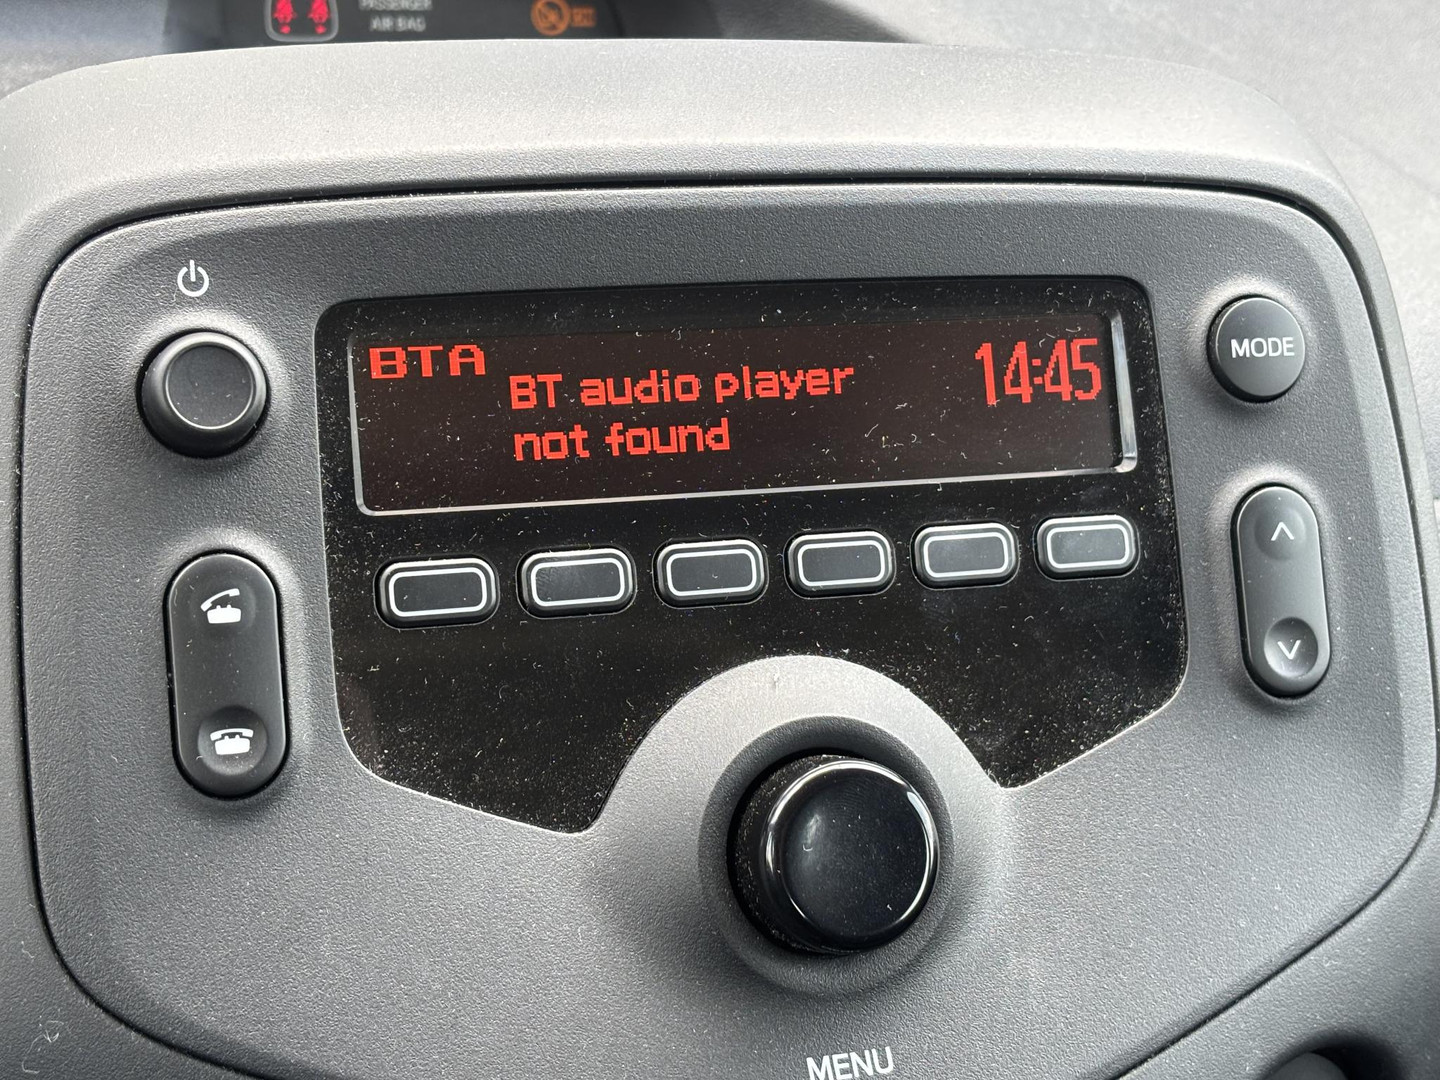 PASSENGER
AIR BAG
BTA
BT audio player
not found
14:45
MODE
MENU